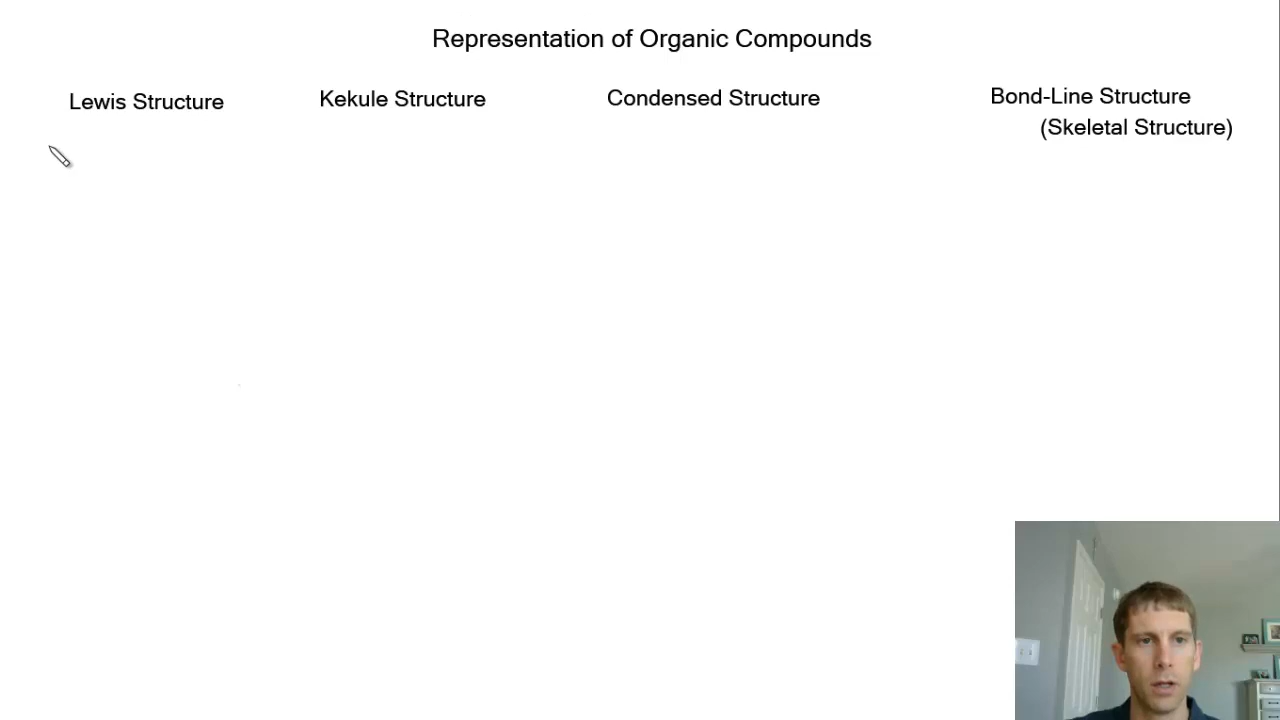 Representation of Organic Compounds
Lewis Structure
Kekule Structure
Condensed Structure
Bond-Line Structure
(Skeletal Structure)